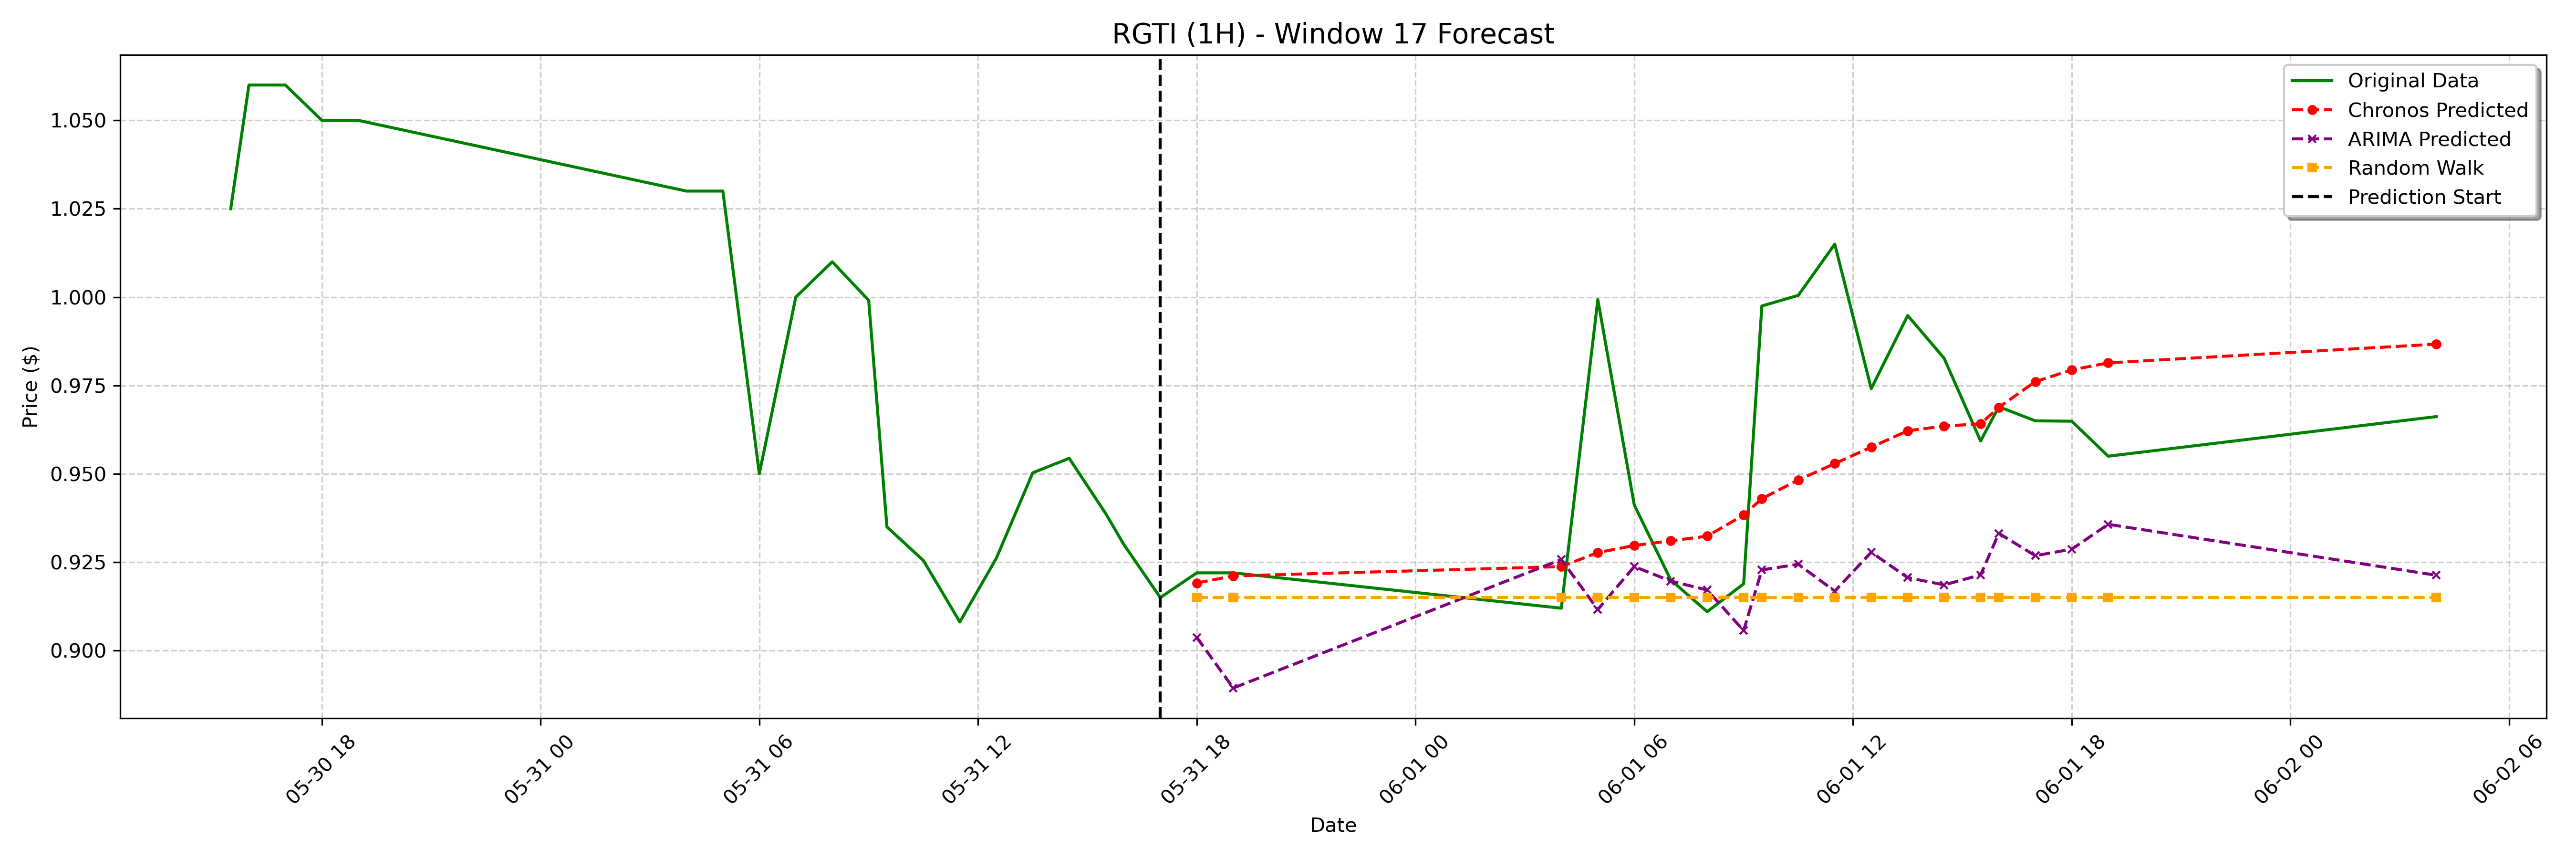 RGTI (1H) - Window 17 Forecast
Original Data
Chronos Predicted
ARIMA Predicted
Random Walk
Prediction Start
Price ($)
1.050
1.025
1.000
0.975
0.950
0.925
0.900
05-30 18
05-31 00
05-31 06
05-31 12
05-31 18
06-01 00
06-01 06
06-01 12
06-01 18
06-02 00
06-02 06
Date